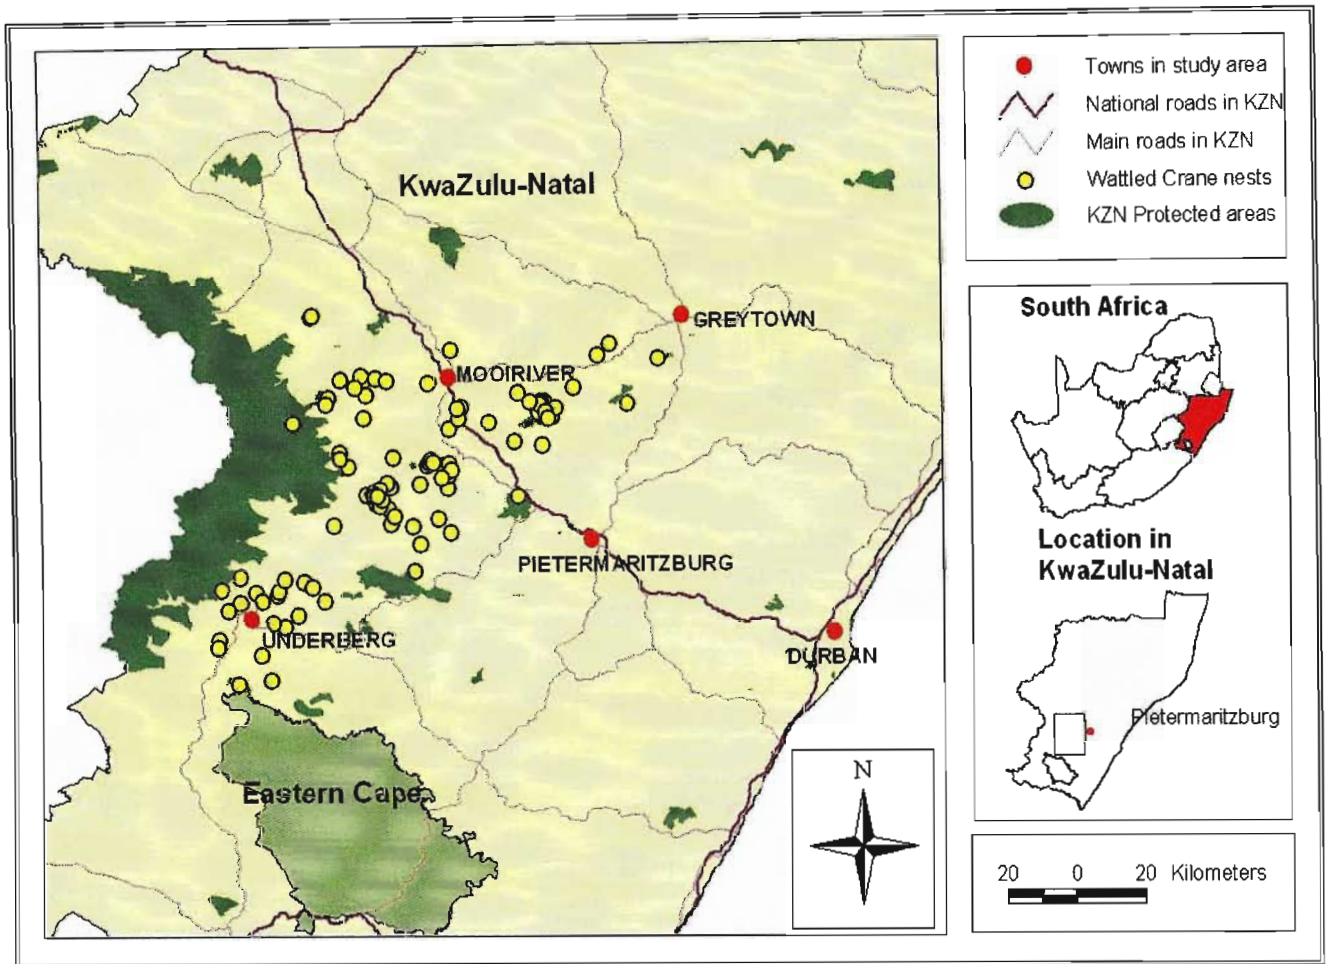 KwaZulu-Natal
GREYTOWN
MOOIRIVER
PIETERMARITZBURG
UNDERBERG
DURBAN
Eastern Cape
N
Towns in study area
National roads in KZN
Main roads in KZN
Wattled Crane nests
KZN Protected areas
South Africa
Location in
KwaZulu-Natal
Pietermaritzburg
20 0 20 Kilometers